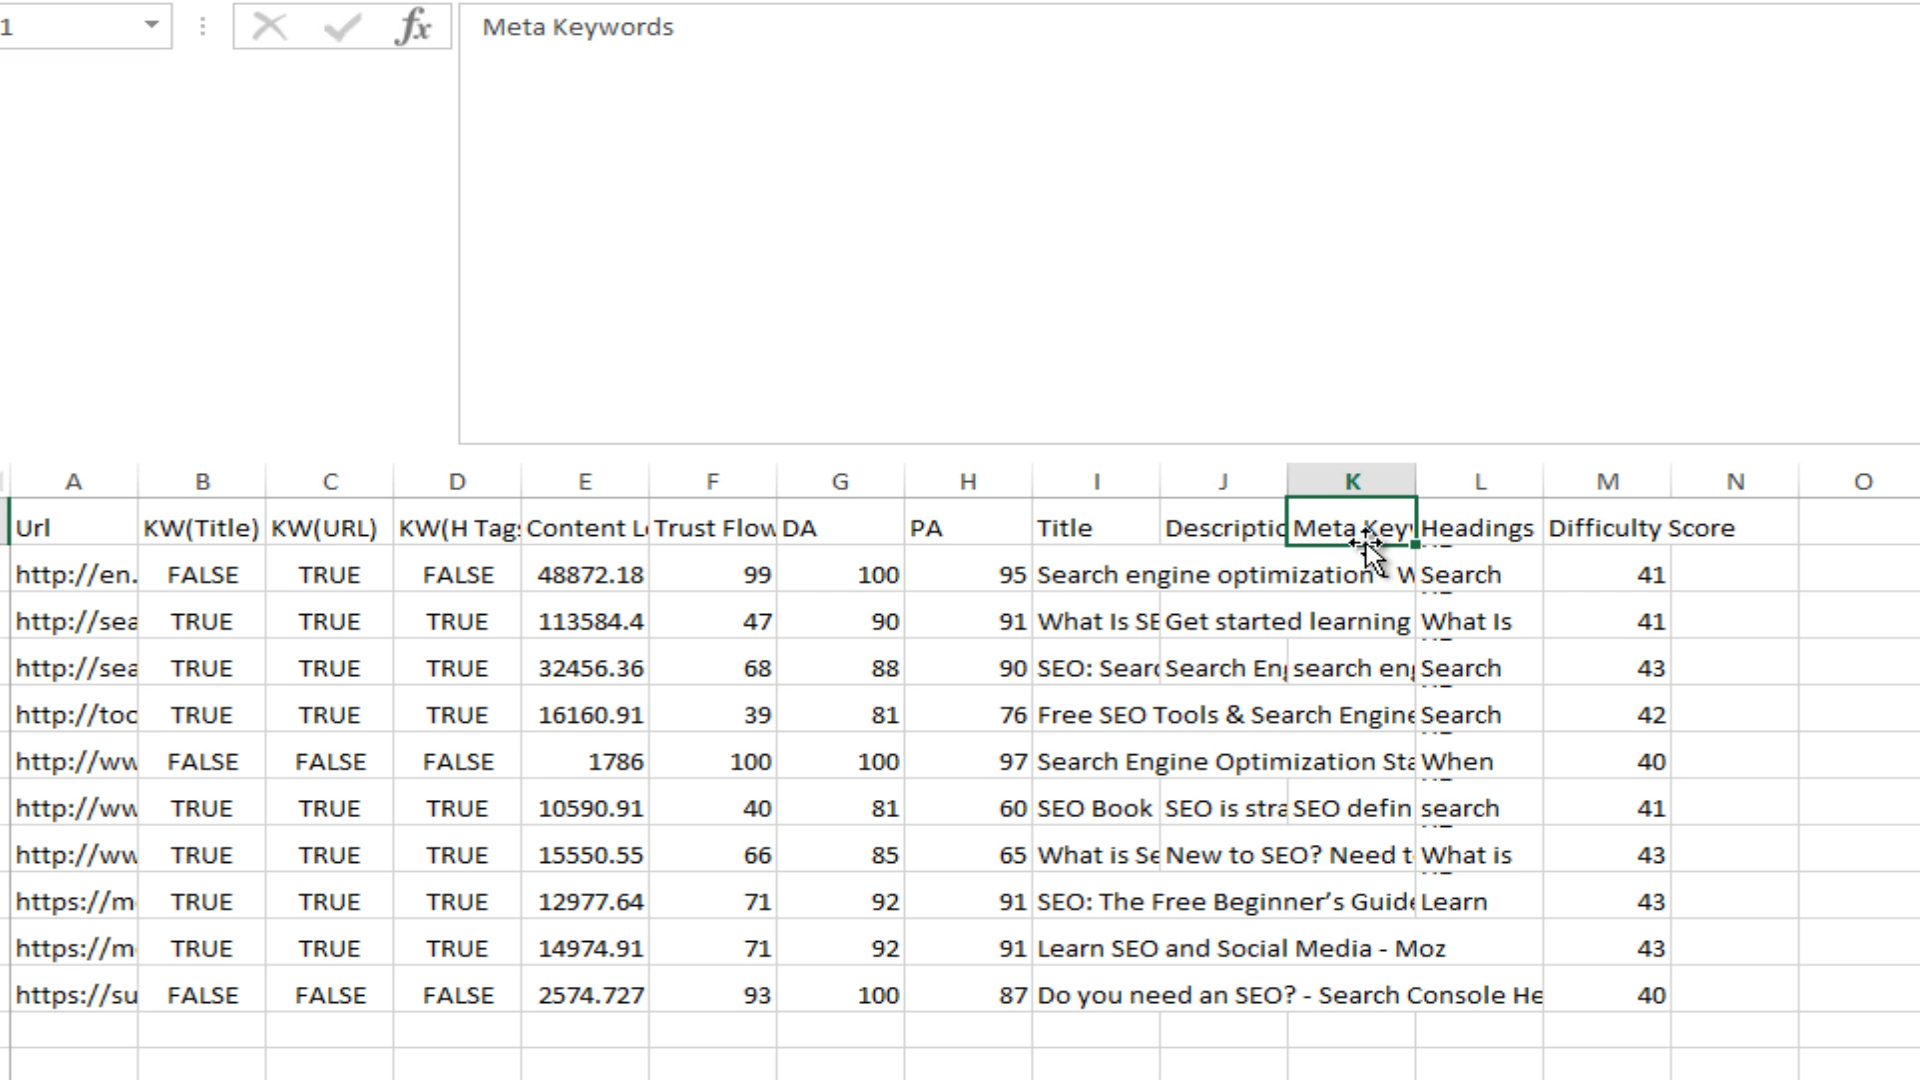 1 fx Meta Keywords
A B C D E F G H I J K L M N O
Url KW(Title) KW(URL) KW(H Tags Content Le Trust Flow DA PA Title Descriptio Meta Keyw Headings Difficulty Score
http://en. FALSE TRUE FALSE 48872.18 99 100 95 Search engine optimization - W Search 41
http://sea TRUE TRUE TRUE 113584.4 47 90 91 What Is SE Get started learning What Is 41
http://sea TRUE TRUE TRUE 32456.36 68 88 90 SEO: Searc Search Eng search eng Search 43
http://too TRUE TRUE TRUE 16160.91 39 81 76 Free SEO Tools & Search Engine Search 42
http://ww FALSE FALSE FALSE 1786 100 100 97 Search Engine Optimization Sta When 40
http://ww TRUE TRUE TRUE 10590.91 40 81 60 SEO Book SEO is stra SEO defin search 41
http://ww TRUE TRUE TRUE 15550.55 66 85 65 What is Se New to SEO? Need t What is 43
https://m TRUE TRUE TRUE 12977.64 71 92 91 SEO: The Free Beginner’s Guide Learn 43
https://m TRUE TRUE TRUE 14974.91 71 92 91 Learn SEO and Social Media - Moz 43
https://su FALSE FALSE FALSE 2574.727 93 100 87 Do you need an SEO? - Search Console He 40